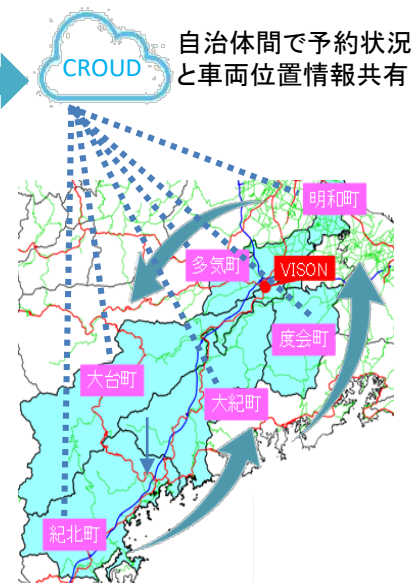 自治体間で予約状況
と車両位置情報共有
CROUD
明和町
多気町
VISON
度会町
大台町
大紀町
紀北町